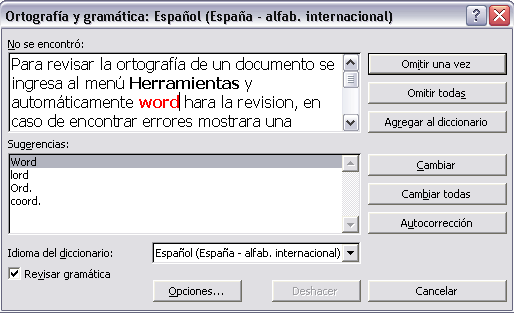 Ortografía y gramática: Español (España - alfab. internacional)
No se encontró:
Para revisar la ortografía de un documento se
ingresa al menú Herramientas y
automáticamente word hara la revision, en
caso de encontrar errores mostrara una
Omitir una vez
Omitir todas
Agregar al diccionario
Sugerencias:
Word
lord
Ord.
coord.
Cambiar
Cambiar todas
Autocorrección
Idioma del diccionario:
Español (España - alfab. internacional)
Revisar gramática
Opciones...
Deshacer
Cancelar